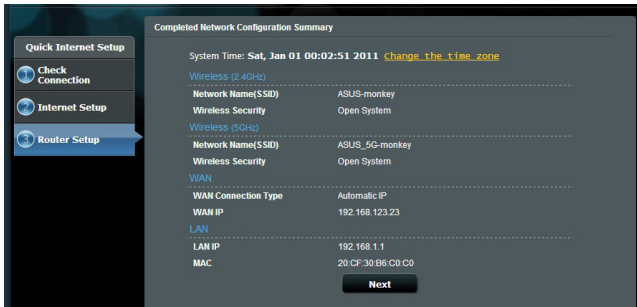 Completed Network Configuration Summary
Quick Internet Setup
1 Check Connection
2 Internet Setup
3 Router Setup
System Time: Sat, Jan 01 00:02:51 2011 Change the time zone
Wireless (2.4GHz)
Network Name(SSID) ASUS-monkey
Wireless Security Open System
Wireless (5GHz)
Network Name(SSID) ASUS_5G-monkey
Wireless Security Open System
WAN
WAN Connection Type Automatic IP
WAN IP 192.168.123.23
LAN
LAN IP 192.168.1.1
MAC 20:CF:30:B6:C0:C0
Next